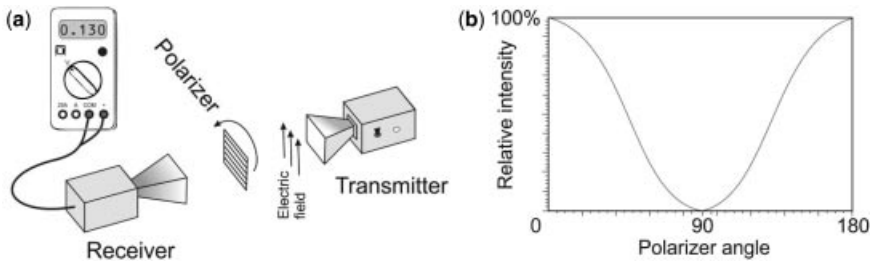 (a)
0.130
V
20A A COM +
Polarizer
Electric
field
Transmitter
Receiver
(b)
100%
Relative intensity
0 90 180
Polarizer angle